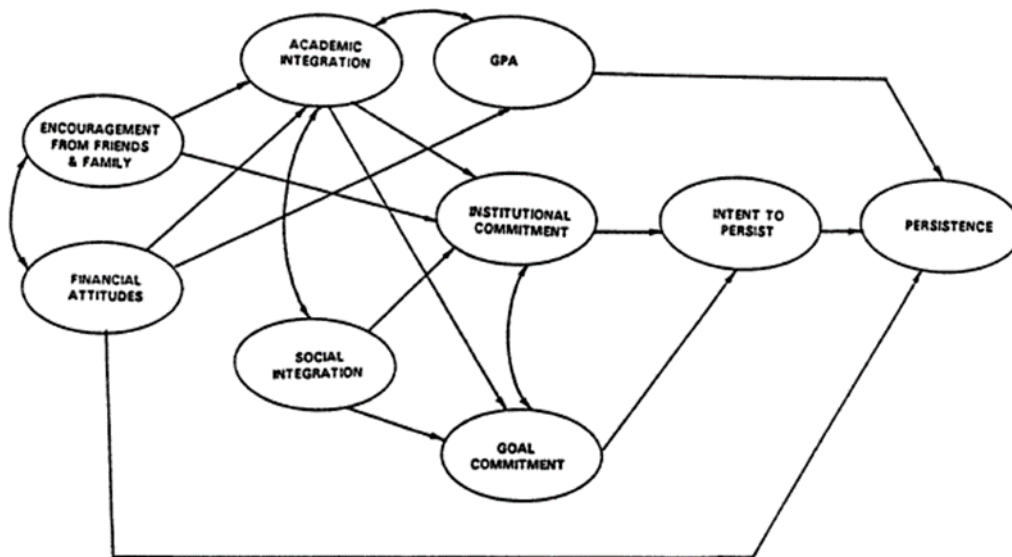 ACADEMIC
INTEGRATION
GPA
ENCOURAGEMENT
FROM FRIENDS
& FAMILY
INSTITUTIONAL
COMMITMENT
INTENT TO
PERSIST
PERSISTENCE
FINANCIAL
ATTITUDES
SOCIAL
INTEGRATION
GOAL
COMMITMENT